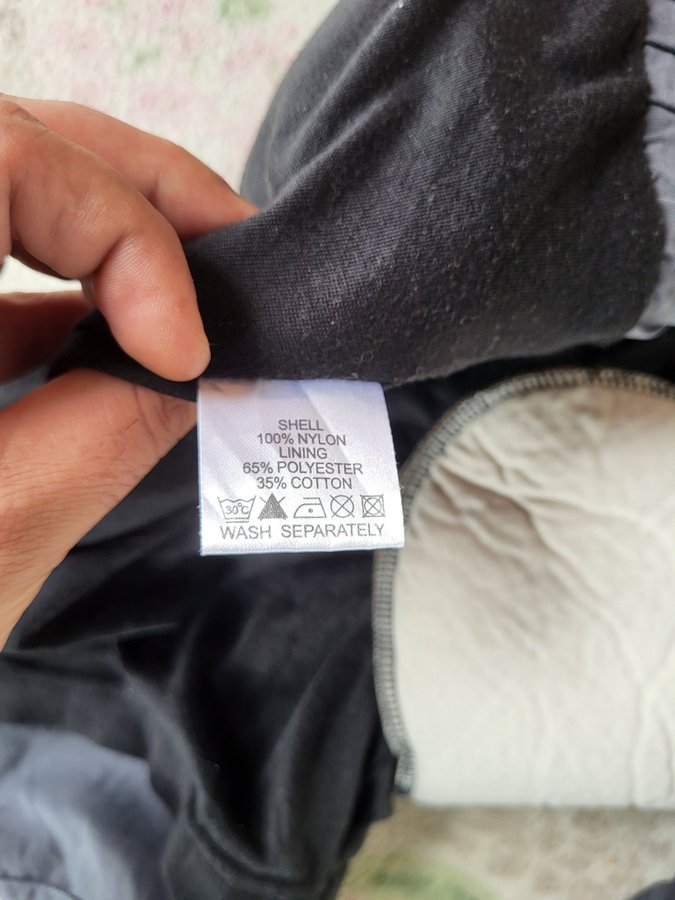 SHELL
100% NYLON
LINING
65% POLYESTER
35% COTTON
30°C
WASH SEPARATELY